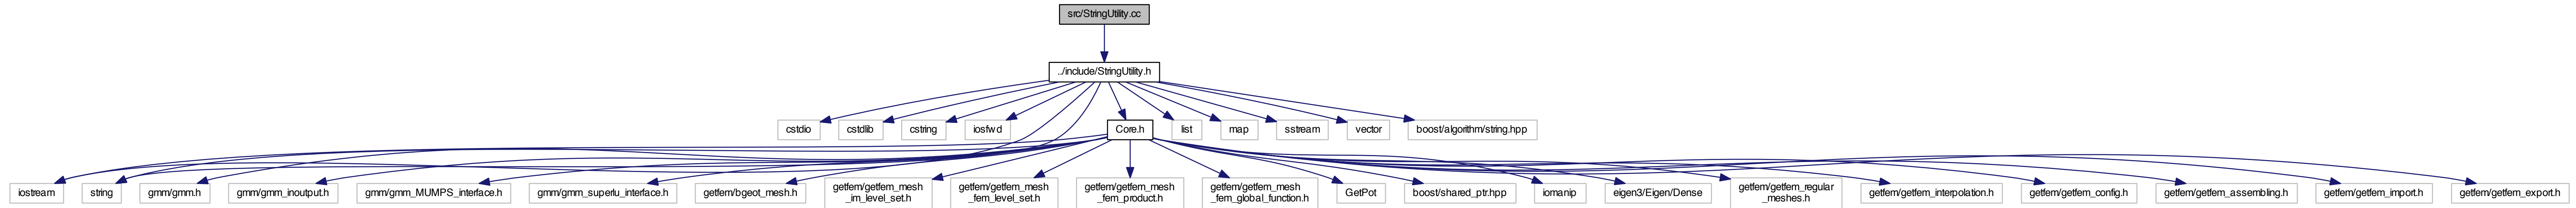 src/StringUtility.cc
../include/StringUtility.h
cstdio
cstdlib
cstring
iosfwd
Core.h
list
map
sstream
vector
boost/algorithm/string.hpp
iostream
string
gmm/gmm.h
gmm/gmm_inoutput.h
gmm/gmm_MUMPS_interface.h
gmm/gmm_superlu_interface.h
getfem/bgeot_mesh.h
getfem/getfem_mesh
_im_level_set.h
getfem/getfem_mesh
_fem_level_set.h
getfem/getfem_mesh
_fem_product.h
getfem/getfem_mesh
_fem_global_function.h
GetPot
boost/shared_ptr.hpp
iomanip
eigen3/Eigen/Dense
getfem/getfem_regular
_meshes.h
getfem/getfem_interpolation.h
getfem/getfem_config.h
getfem/getfem_assembling.h
getfem/getfem_import.h
getfem/getfem_export.h